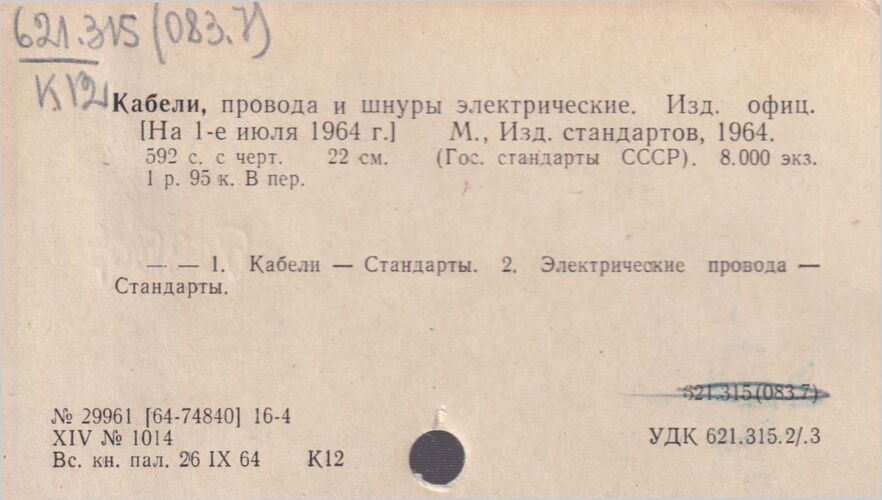 621.315(083.7)
К12
Кабели, провода и шнуры электрические. Изд. офиц.
[На 1-е июля 1964 г.] М., Изд. стандартов, 1964.
592 с. с черт. 22 см. (Гос. стандарты СССР). 8.000 экз.
1 р. 95 к. В пер.
— — 1. Кабели — Стандарты. 2. Электрические провода —
Стандарты.
621.315(083.7)
№ 29961 [64-74840] 16-4
XIV № 1014
УДК 621.315.2/.3
Вс. кн. пал. 26 IX 64 К12